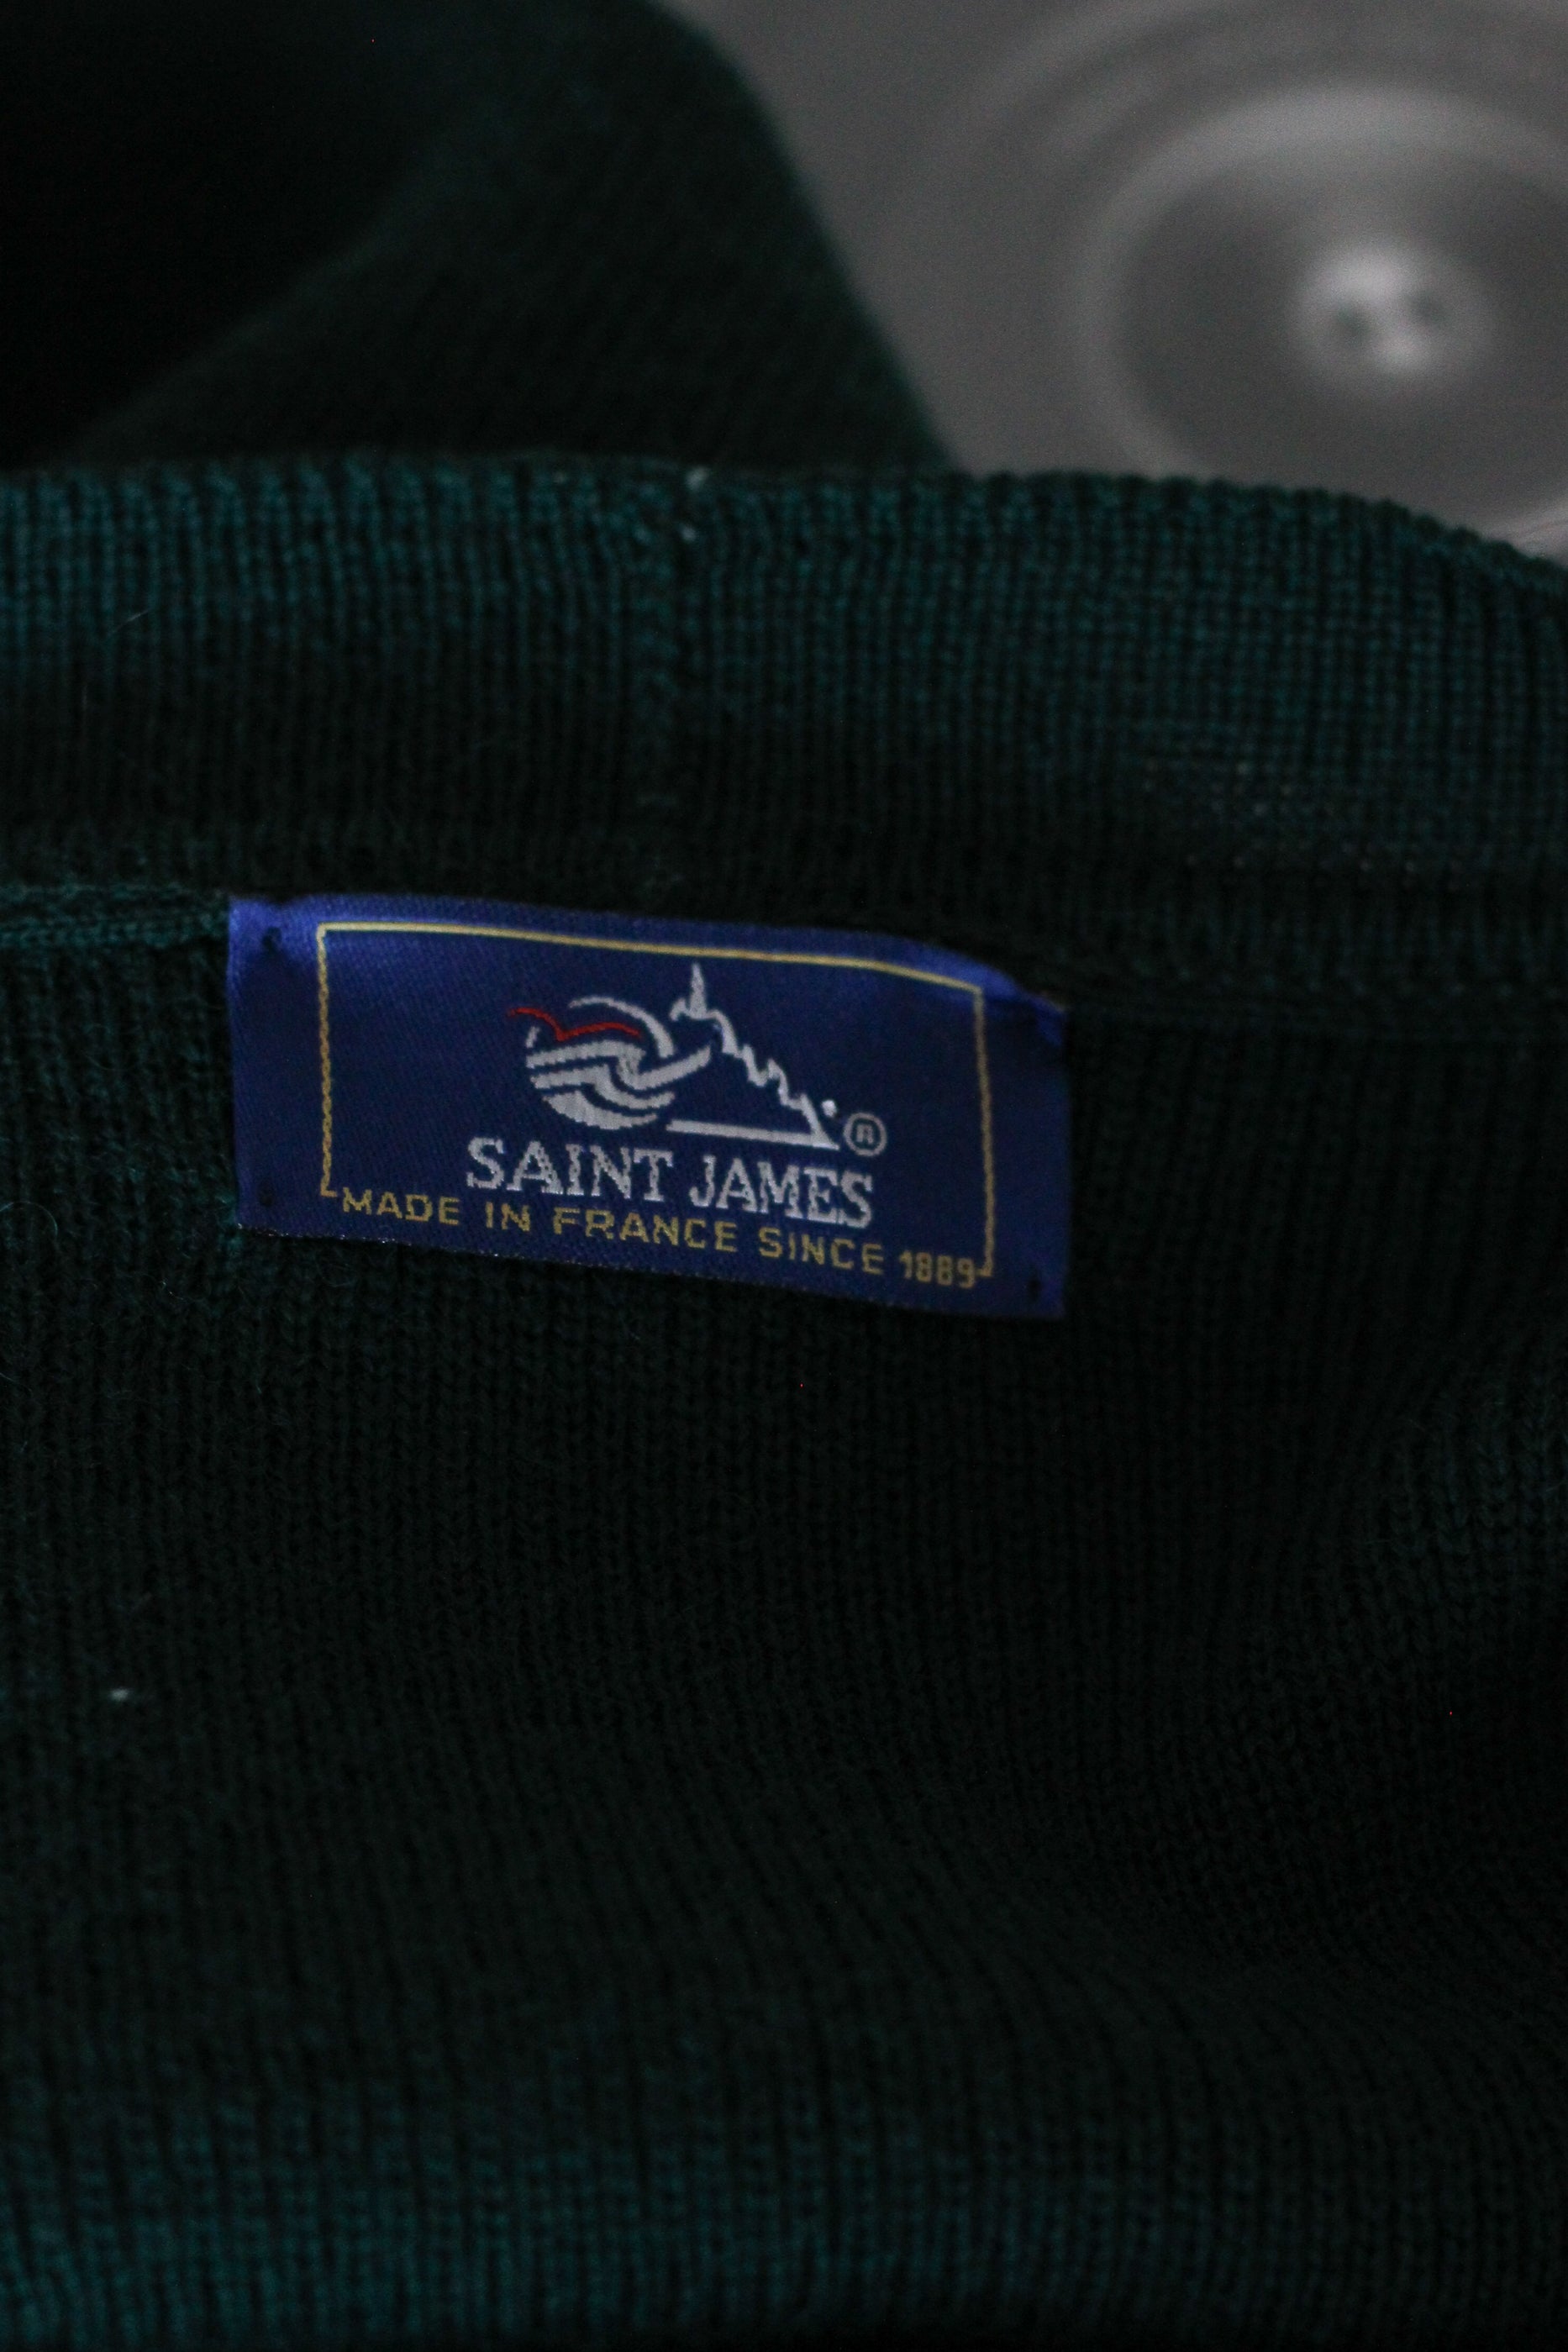 ®
SAINT JAMES
MADE IN FRANCE SINCE 1889